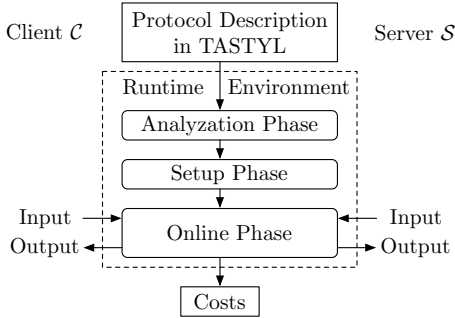 Client 𝒞
Protocol Description
in TASTYL
Server 𝒮
Runtime Environment
Analyzation Phase
Setup Phase
Input
Output
Online Phase
Input
Output
Costs